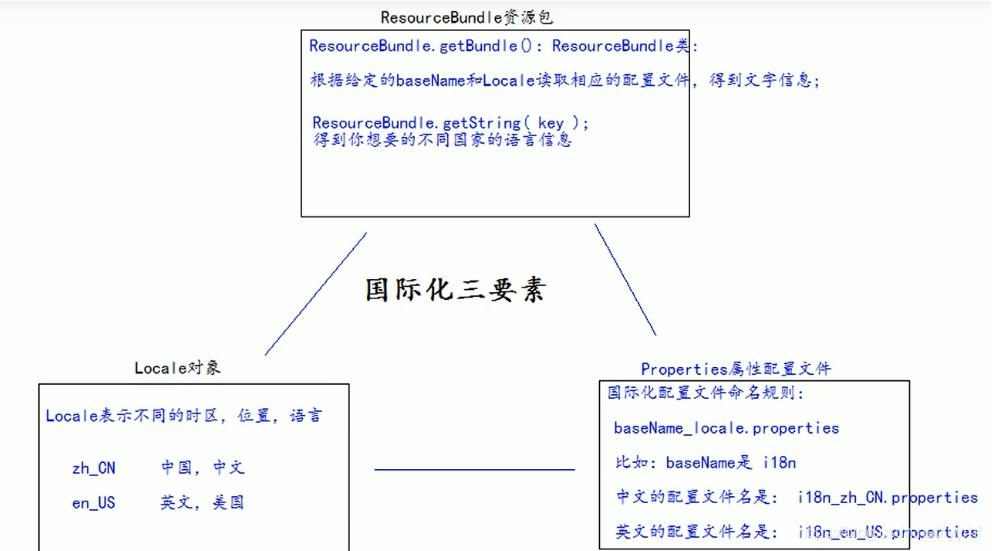 ResourceBundle资源包
ResourceBundle.getBundle(): ResourceBundle类:
根据给定的baseName和Locale读取相应的配置文件，得到文字信息;
ResourceBundle.getString( key );
得到你想要的不同国家的语言信息
国际化三要素
Locale对象
Locale表示不同的时区，位置，语言
zh_CN 中国，中文
en_US 英文，美国
Properties属性配置文件
国际化配置文件命名规则:
baseName_locale.properties
比如: baseName是 i18n
中文的配置文件名是: i18n_zh_CN.properties
英文的配置文件名是: i18n_en_US.properties